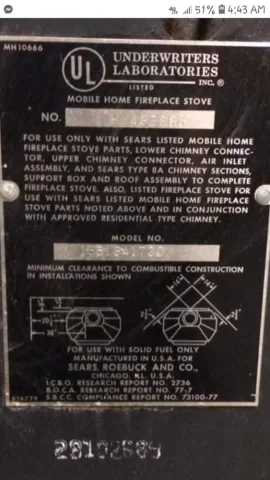 51% 4:43 AM
MH10666
UL
UNDERWRITERS
LABORATORIES
INC.®
LISTED
MOBILE HOME FIREPLACE STOVE
NO.
FOR USE ONLY WITH SEARS LISTED MOBILE HOME
FIREPLACE STOVE PARTS, LOWER CHIMNEY CONNEC-
TOR, UPPER CHIMNEY CONNECTOR, AIR INLET
ASSEMBLY, AND SEARS TYPE 8A CHIMNEY SECTIONS,
SUPPORT BOX AND ROOF ASSEMBLY TO COMPLETE
FIREPLACE STOVE. ALSO, LISTED FIREPLACE STOVE FOR
USE WITH SEARS LISTED MOBILE HOME FIREPLACE
STOVE PARTS NOTED ABOVE AND IN CONJUNCTION
WITH APPROVED RESIDENTIAL TYPE CHIMNEY.
MODEL NO.
MINIMUM CLEARANCE TO COMBUSTIBLE CONSTRUCTION
IN INSTALLATIONS SHOWN
36"
FOR USE WITH SOLID FUEL ONLY
MANUFACTURED IN U.S.A. FOR
SEARS, ROEBUCK AND CO.,
CHICAGO, ILL. U.S.A.
I.C.B.O. RESEARCH REPORT NO. 2736
B.O.C.A. RESEARCH REPORT NO. 77-7
S.B.C.C. COMPLIANCE REPORT NO. 73100-77